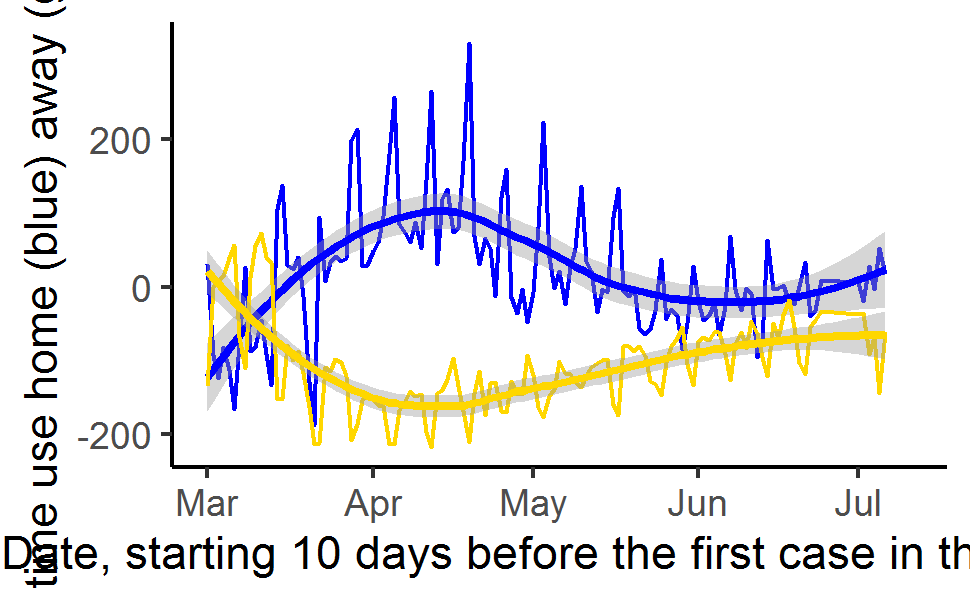 time use home (blue) away (
200
0
-200
Mar Apr May Jun Jul
Date, starting 10 days before the first case in th